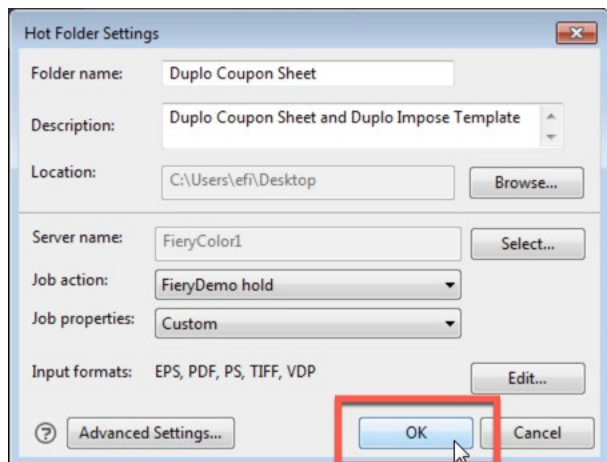 Hot Folder Settings
Folder name: Duplo Coupon Sheet
Description: Duplo Coupon Sheet and Duplo Impose Template
Location: C:\Users\efi\Desktop Browse...
Server name: FieryColor1 Select...
Job action: FieryDemo hold
Job properties: Custom
Input formats: EPS, PDF, PS, TIFF, VDP Edit...
? Advanced Settings... OK Cancel